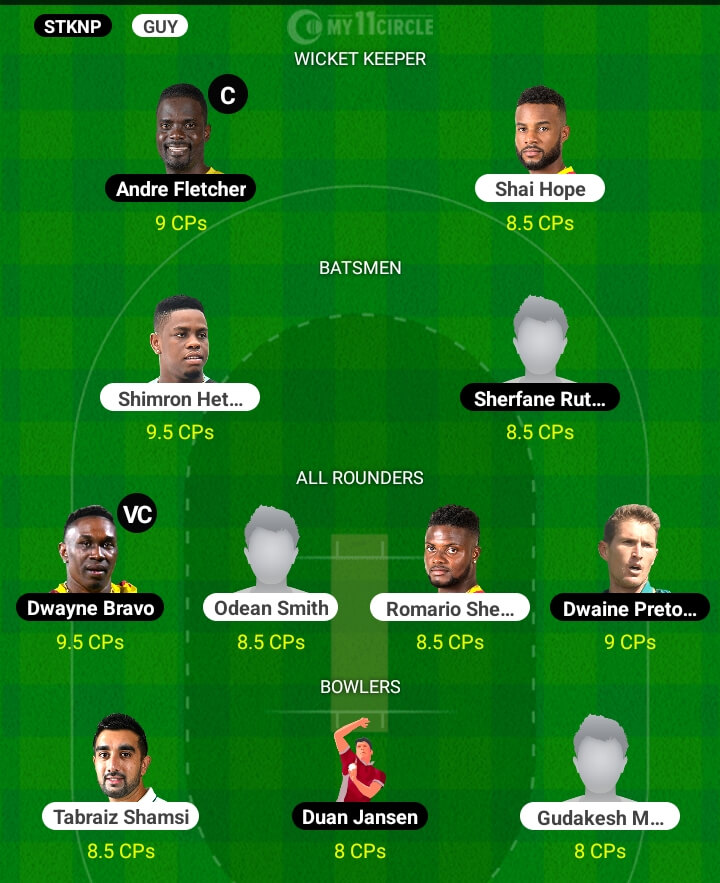 STKNP GUY
MY11CIRCLE
WICKET KEEPER
C
Andre Fletcher Shai Hope
9 CPs 8.5 CPs
BATSMEN
Shimron Het... Sherfane Rut...
9.5 CPs 8.5 CPs
ALL ROUNDERS
VC
Dwayne Bravo Odean Smith Romario She... Dwaine Preto...
9.5 CPs 8.5 CPs 8.5 CPs 9 CPs
BOWLERS
Tabraiz Shamsi Duan Jansen Gudakesh M...
8.5 CPs 8 CPs 8 CPs